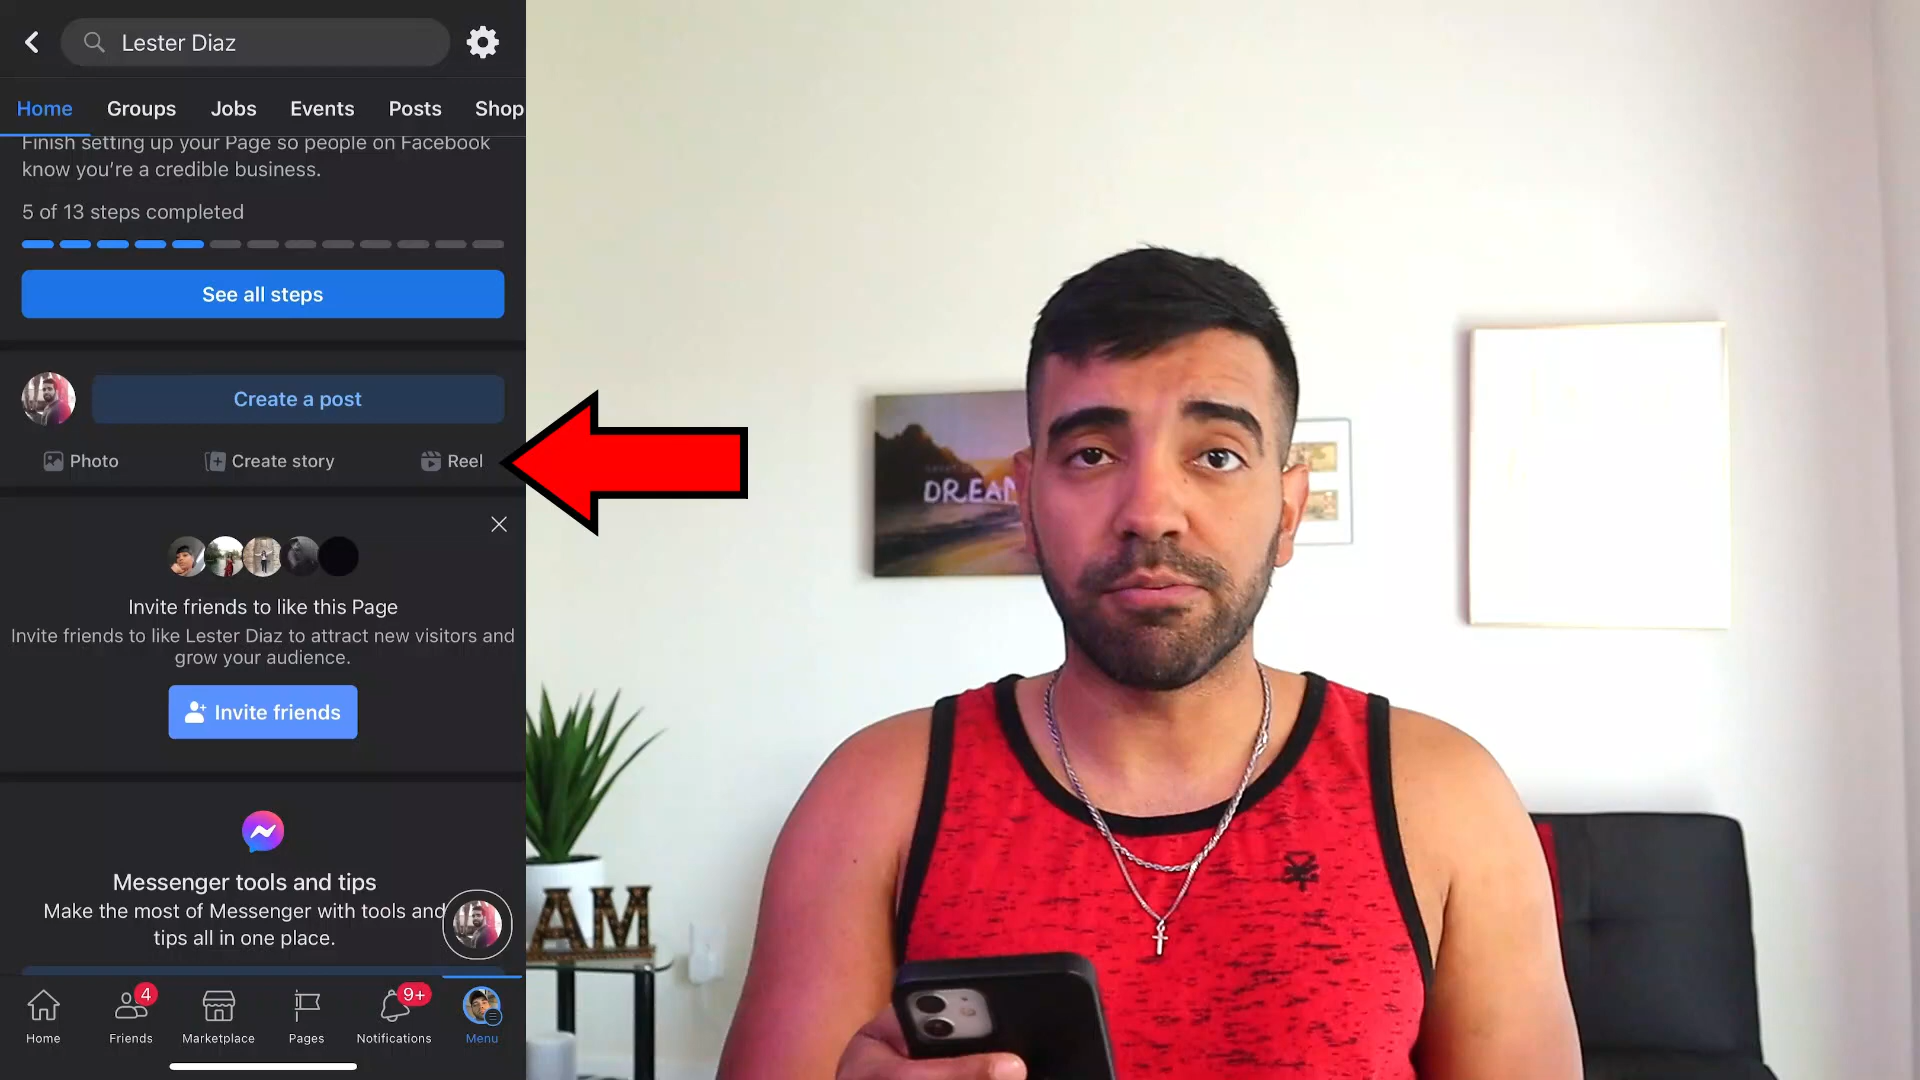 Lester Diaz
Home Groups Jobs Events Posts Shop
Finish setting up your Page so people on Facebook
know you're a credible business.
5 of 13 steps completed
See all steps
Create a post
Photo Create story Reel
Invite friends to like this Page
Invite friends to like Lester Diaz to attract new visitors and
grow your audience.
Invite friends
Messenger tools and tips
Make the most of Messenger with tools and
tips all in one place.
4 9+
Home Friends Marketplace Pages Notifications Menu
DREAM
AM